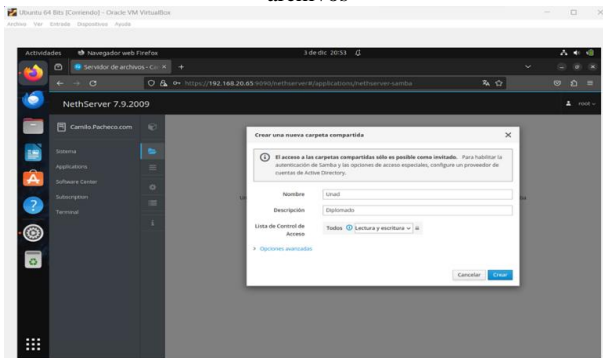 archivos
Ubuntu 64 Bits [Corriendo] - Oracle VM VirtualBox
Archivo Ver Entrada Dispositivos Ayuda
Actividades Navegador web Firefox 3 de dic 20:53
Servidor de archivos - Ca
https://192.168.20.65:9090/nethserver#/applications/nethserver-samba
NethServer 7.9.2009 root
Camilo.Pacheco.com
Sistema
Applications
Software Center
Subscription
Terminal
Crear una nueva carpeta compartida
El acceso a las carpetas compartidas sólo es posible como invitado. Para habilitar la
autenticación de Samba y las opciones de acceso especiales, configure un proveedor de
cuentas de Active Directory.
Nombre Unad
Descripción Diplomado
Lista de Control de Todos Lectura y escritura
Acceso
Opciones avanzadas
Cancelar Crear